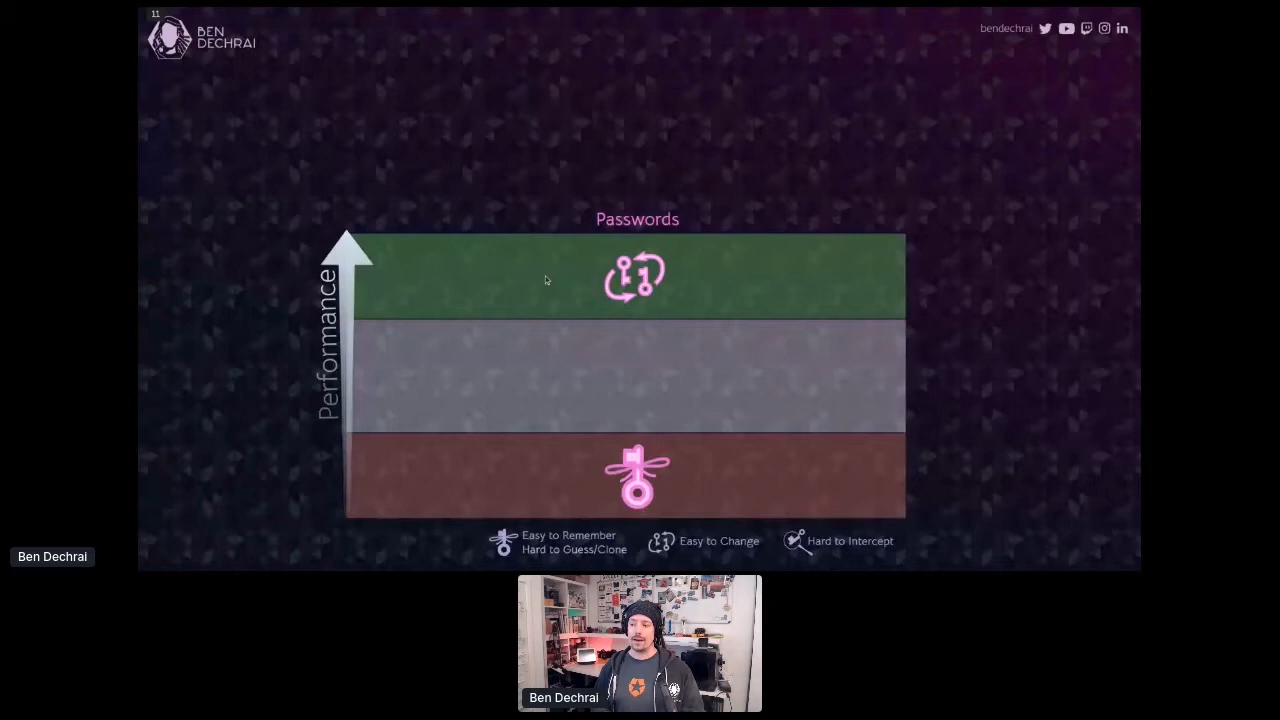 11
BEN
DECHRAI
bendechrai
Passwords
Performance
Easy to Remember
Hard to Guess/Clone
Easy to Change
Hard to Intercept
Ben Dechrai
Ben Dechrai